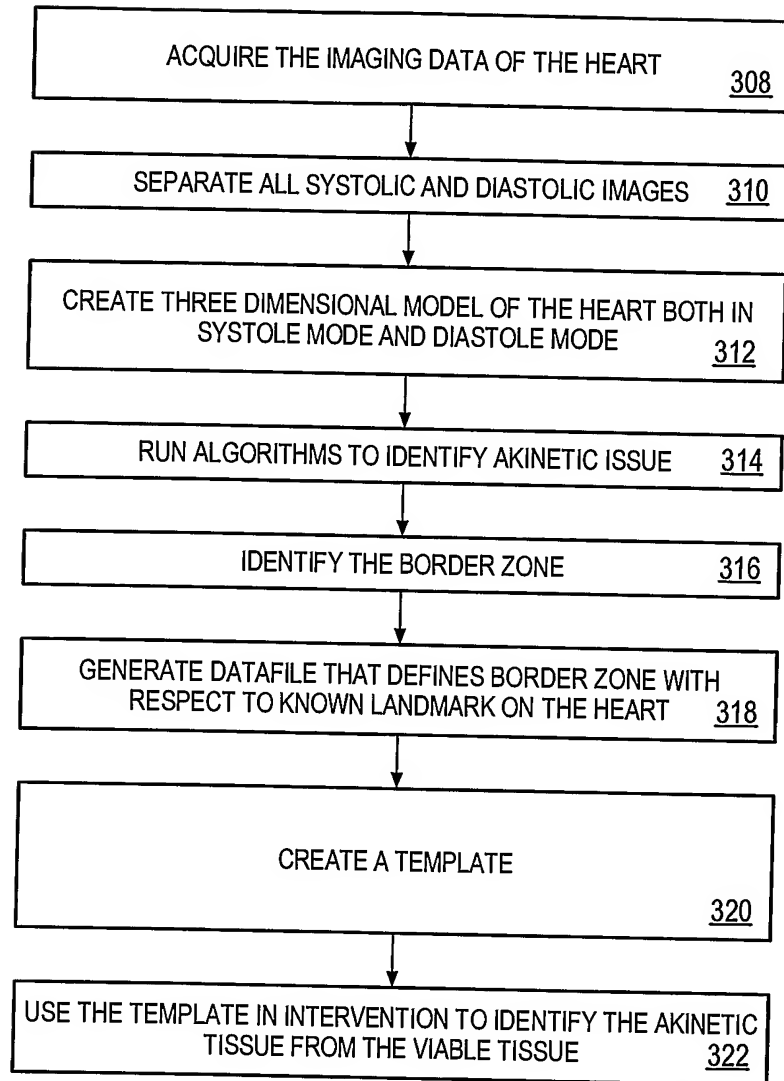 ACQUIRE THE IMAGING DATA OF THE HEART
308
SEPARATE ALL SYSTOLIC AND DIASTOLIC IMAGES 310
CREATE THREE DIMENSIONAL MODEL OF THE HEART BOTH IN
SYSTOLE MODE AND DIASTOLE MODE 312
RUN ALGORITHMS TO IDENTIFY AKINETIC ISSUE 314
IDENTIFY THE BORDER ZONE 316
GENERATE DATAFILE THAT DEFINES BORDER ZONE WITH
RESPECT TO KNOWN LANDMARK ON THE HEART 318
CREATE A TEMPLATE
320
USE THE TEMPLATE IN INTERVENTION TO IDENTIFY THE AKINETIC
TISSUE FROM THE VIABLE TISSUE 322